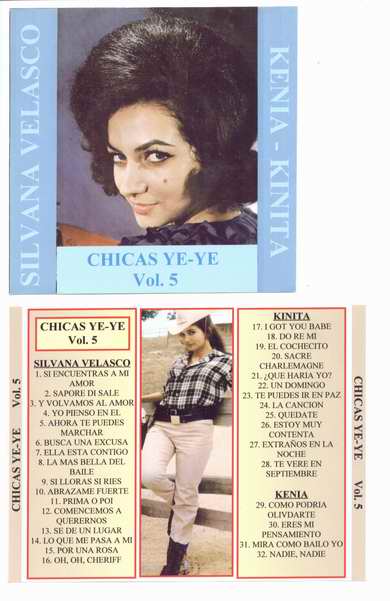 SILVANA VELASCO
KENIA - KINITA
CHICAS YE-YE
Vol. 5
CHICAS YE-YE Vol. 5
CHICAS YE-YE
Vol. 5
SILVANA VELASCO
1. SI ENCUENTRAS A MI
AMOR
2. SAPORE DI SALE
3. Y VOLVAMOS AL AMOR
4. YO PIENSO EN EL
5. AHORA TE PUEDES
MARCHAR
6. BUSCA UNA EXCUSA
7. ELLA ESTA CONTIGO
8. LA MAS BELLA DEL
BAILE
9. SI LLORAS SI RIES
10. ABRAZAME FUERTE
11. PRIMA O POI
12. COMENCEMOS A
QUERERNOS
13. SE DE UN LUGAR
14. LO QUE ME PASA A MI
15. POR UNA ROSA
16. OH, OH, CHERIFF
KINITA
17. I GOT YOU BABE
18. DO RE MI
19. EL COCHECITO
20. SACRE
CHARLEMAGNE
21. ¿QUE HARIA YO?
22. UN DOMINGO
23. TE PUEDES IR EN PAZ
24. LA CANCION
25. QUEDATE
26. ESTOY MUY
CONTENTA
27. EXTRAÑOS EN LA
NOCHE
28. TE VERE EN
SEPTIEMBRE
KENIA
29. COMO PODRIA
OLIVDARTE
30. ERES MI
PENSAMIENTO
31. MIRA COMO BAILO YO
32. NADIE, NADIE
CHICAS YE-YE Vol. 5